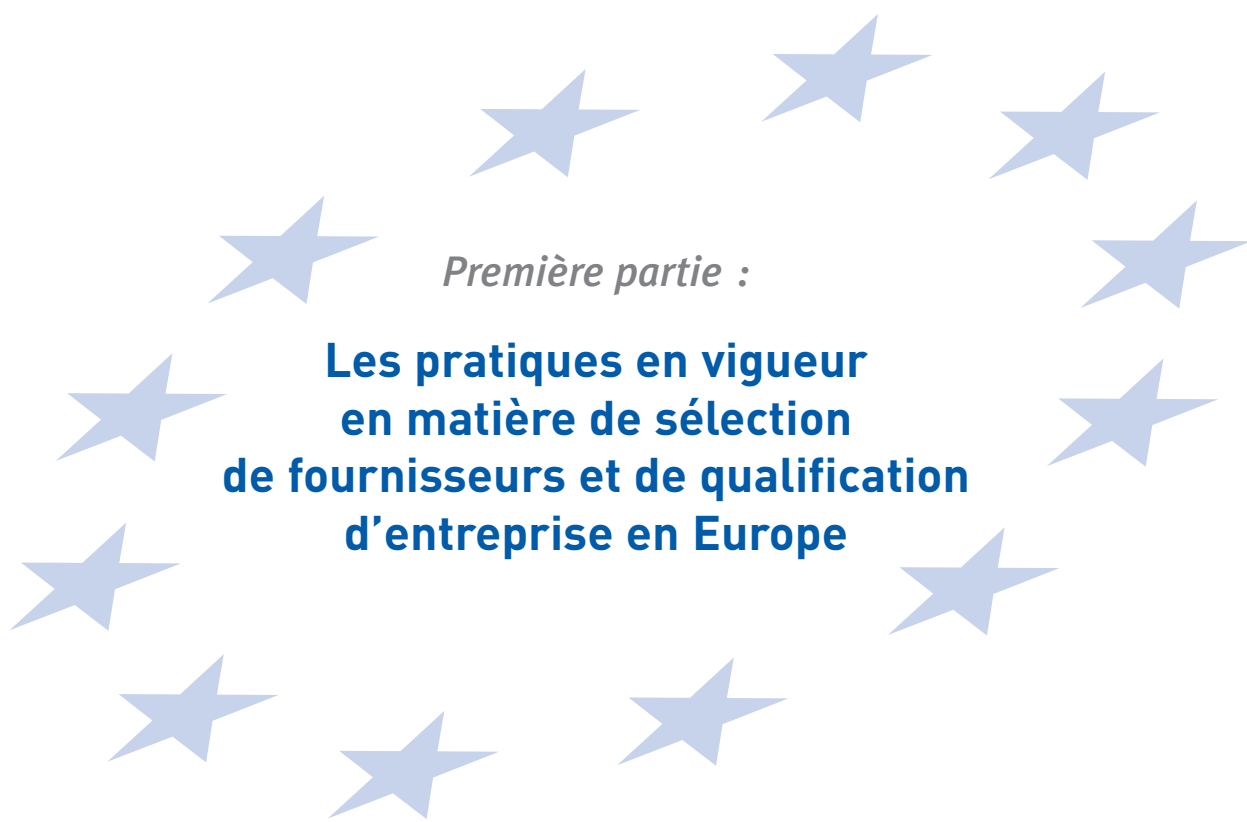 Première partie :
Les pratiques en vigueur
en matière de sélection
de fournisseurs et de qualification
d’entreprise en Europe